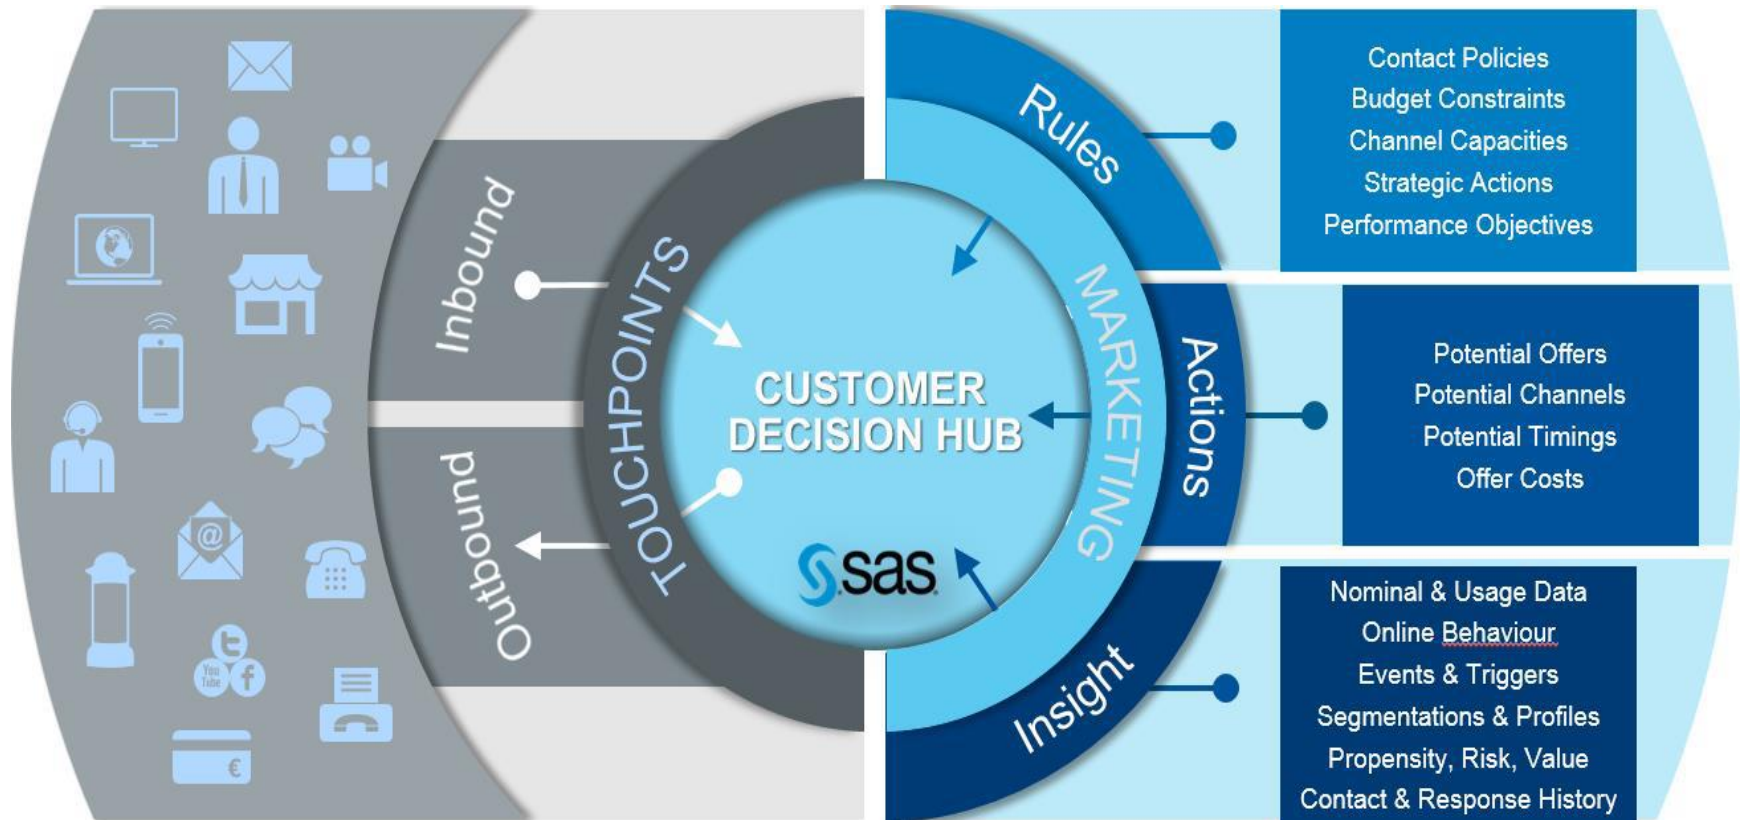 Inbound
Outbound
TOUCHPOINTS
CUSTOMER
DECISION HUB
sas
MARKETING
Rules
Contact Policies
Budget Constraints
Channel Capacities
Strategic Actions
Performance Objectives
Actions
Potential Offers
Potential Channels
Potential Timings
Offer Costs
Insight
Nominal & Usage Data
Online Behaviour
Events & Triggers
Segmentations & Profiles
Propensity, Risk, Value
Contact & Response History
@
You
Tube
f
t
€